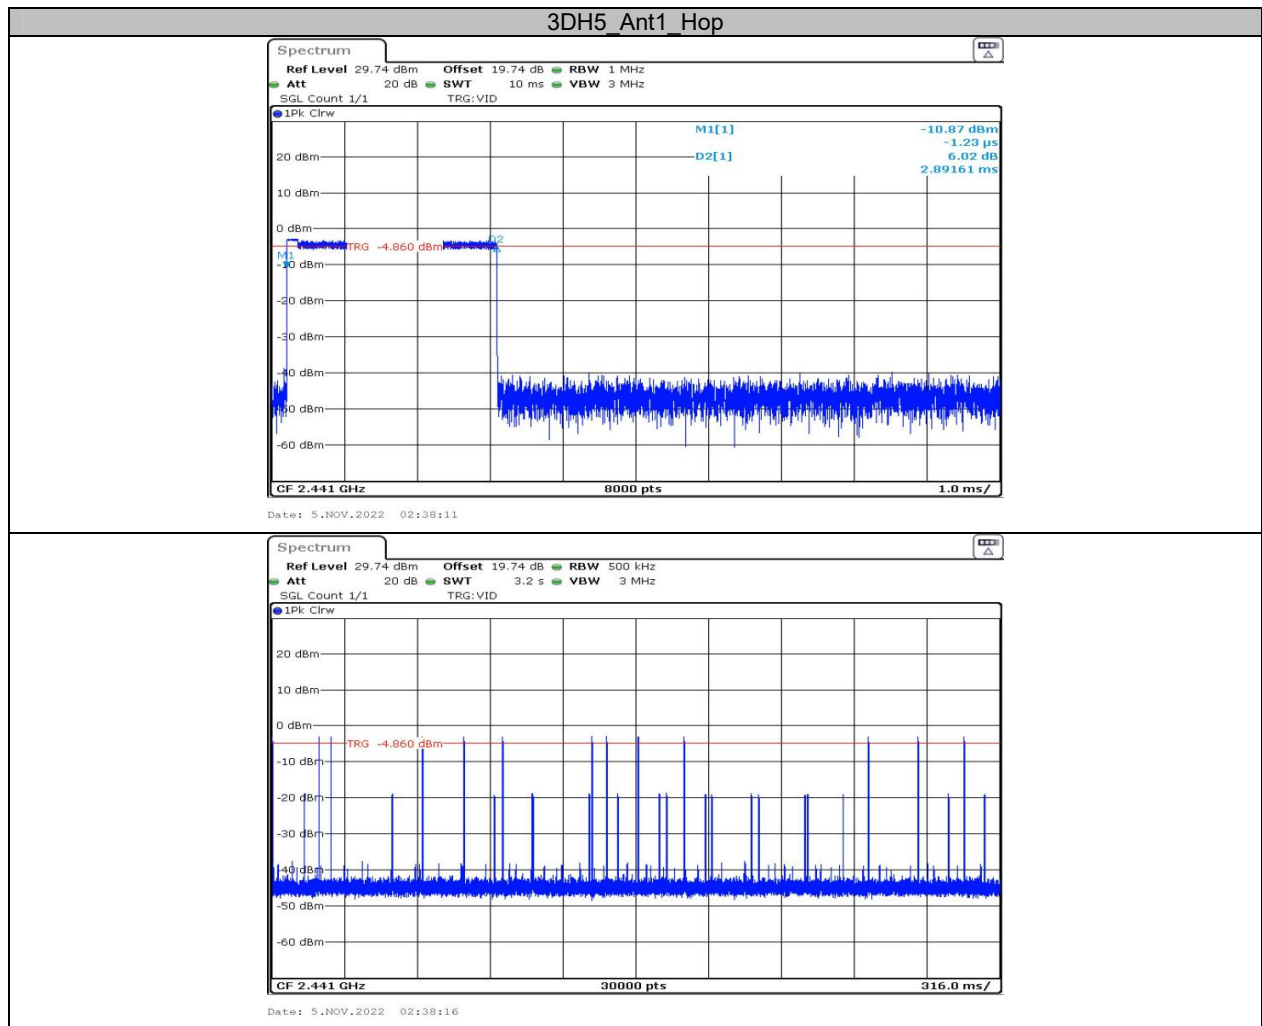 3DH5_Ant1_Hop
Spectrum
Ref Level 29.74 dBm Offset 19.74 dB RBW 1 MHz
Att 20 dB SWT 10 ms VBW 3 MHz
SGL Count 1/1 TRG:VID
1Pk Clrw
M1[1] -10.87 dBm
-1.23 µs
20 dBm D2[1] 6.02 dB
2.89161 ms
10 dBm
0 dBm
D2
TRG -4.860 dBm
M1
-10 dBm
-20 dBm
-30 dBm
-40 dBm
-50 dBm
-60 dBm
CF 2.441 GHz 8000 pts 1.0 ms/
Date: 5.NOV.2022 02:38:11
Spectrum
Ref Level 29.74 dBm Offset 19.74 dB RBW 500 kHz
Att 20 dB SWT 3.2 s VBW 3 MHz
SGL Count 1/1 TRG:VID
1Pk Clrw
20 dBm
10 dBm
0 dBm
TRG -4.860 dBm
-10 dBm
-20 dBm
-30 dBm
-40 dBm
-50 dBm
-60 dBm
CF 2.441 GHz 30000 pts 316.0 ms/
Date: 5.NOV.2022 02:38:16